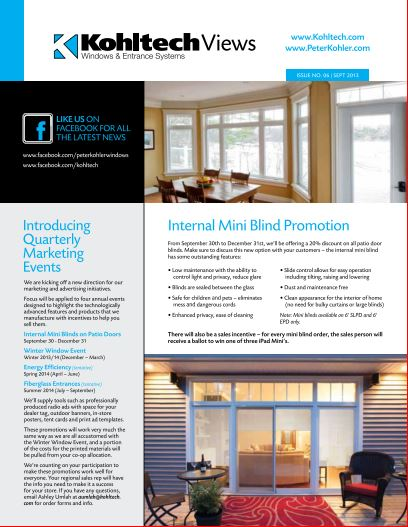 Kohltech Views
Windows & Entrance Systems
www.Kohltech.com
www.PeterKohler.com
ISSUE NO. 06 | SEPT 2013
LIKE US ON
FACEBOOK FOR ALL
THE LATEST NEWS
www.facebook.com/peterkohlerwindows
www.facebook.com/kohltech
Introducing
Quarterly
Marketing
Events
We are kicking off a new direction for our
marketing and advertising initiatives.
Focus will be applied to four annual events
designed to highlight the technologically
advanced features and products that we
manufacture with incentives to help you
sell them.
Internal Mini Blinds on Patio Doors
September 30 - December 31
Winter Window Event
Winter 2013/14 (December – March)
Energy Efficiency (tentative)
Spring 2014 (April – June)
Fiberglass Entrances (tentative)
Summer 2014 (July – September)
We'll supply tools such as professionally
produced radio ads with space for your
dealer tag, outdoor banners, in-store
posters, tent cards and print ad templates.
These promotions will work very much the
same way as we are all accustomed with
the Winter Window Event, and a portion
of the costs for the printed materials will
be pulled from your co-op allocation.
We're counting on your participation to
make these promotions work well for
everyone. Your regional sales rep will have
the info you need to make it a success
for your store. If you have any questions,
email Ashley Umlah at aumlah@kohltech.
com for order forms and info.
Internal Mini Blind Promotion
From September 30th to December 31st, we'll be offering a 20% discount on all patio door
blinds. Make sure to discuss this new option with your customers – the internal mini blind
has some outstanding features:
• Low maintenance with the ability to
control light and privacy, reduce glare
• Blinds are sealed between the glass
• Safe for children and pets – eliminates
mess and dangerous cords
• Enhanced privacy, ease of cleaning
• Slide control allows for easy operation
including tilting, raising and lowering
• Dust and maintenance free
• Clean appearance for the interior of home
(no need for bulky curtains or large blinds)
Note: Mini blinds available on 6' SLPD and 6'
EPD only.
There will also be a sales incentive – for every mini blind order, the sales person will
receive a ballot to win one of three iPad Mini's.